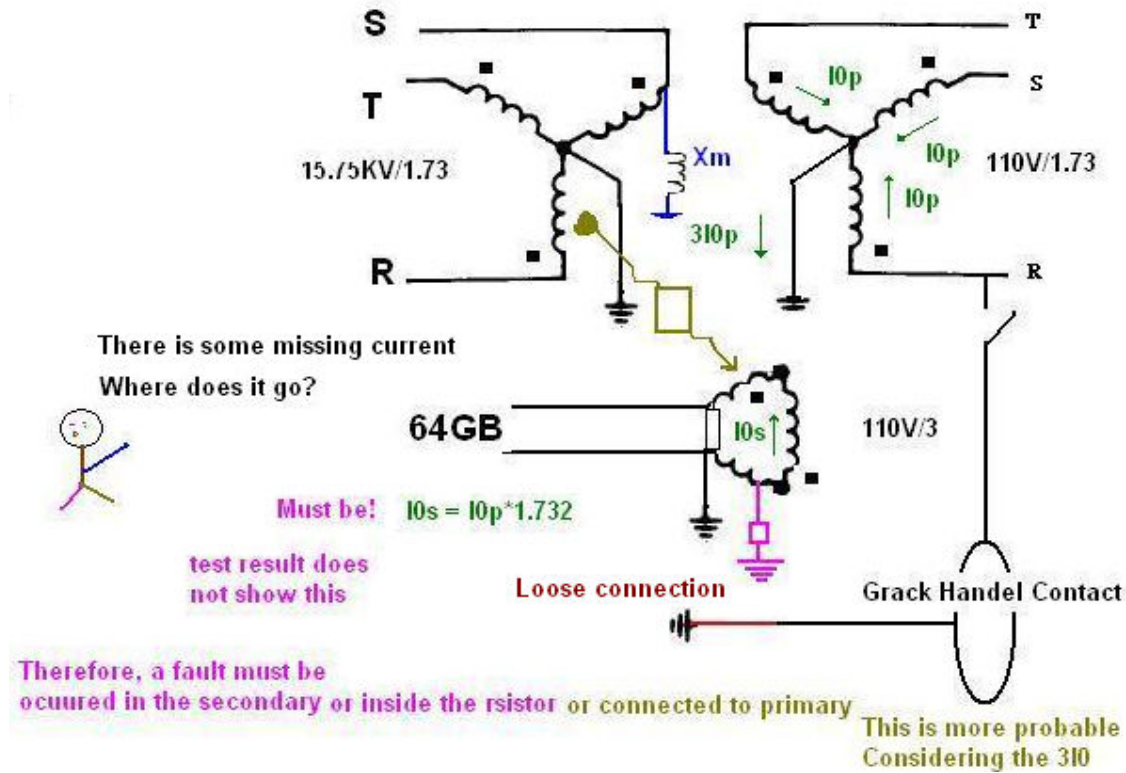 S
T
T
I0p
S
Xm
15.75KV/1.73
I0p
110V/1.73
I0p
3I0p
R
R
There is some missing current
Where does it go?
64GB
I0s
110V/3
Must be! I0s = I0p*1.732
test result does
not show this
Loose connection
Grack Handel Contact
Therefore, a fault must be
ocuured in the secondary or inside the rsistor or connected to primary
This is more probable
Considering the 3I0